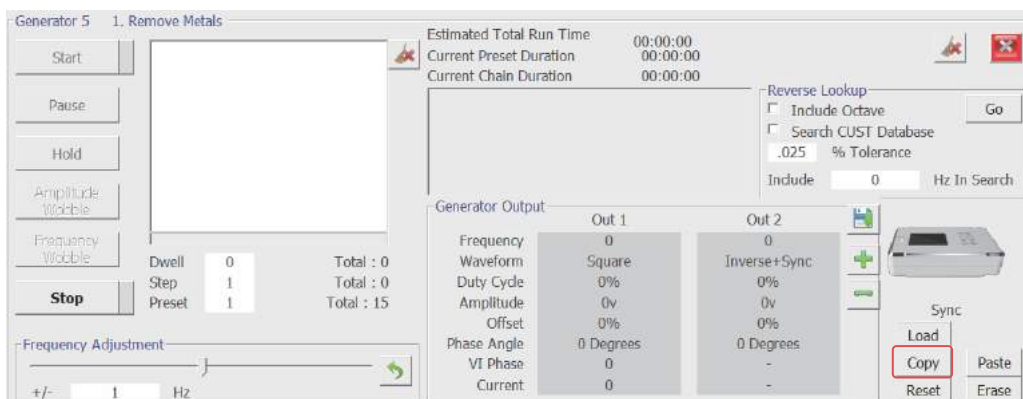 Generator 5 1. Remove Metals
Start
Pause
Hold
Amplitude
Wobble
Frequency
Wobble
Stop
Dwell 0 Total : 0
Step 1 Total : 0
Preset 1 Total : 15
Frequency Adjustment
+/- 1 Hz
Estimated Total Run Time 00:00:00
Current Preset Duration 00:00:00
Current Chain Duration 00:00:00
Reverse Lookup
Include Octave Go
Search CUST Database
.025 % Tolerance
Include 0 Hz In Search
Generator Output
Out 1 Out 2
Frequency 0 0
Waveform Square Inverse+Sync
Duty Cycle 0% 0%
Amplitude 0v 0v
Offset 0% 0%
Phase Angle 0 Degrees 0 Degrees
VI Phase 0 -
Current 0 -
Sync
Load
Copy Paste
Reset Erase